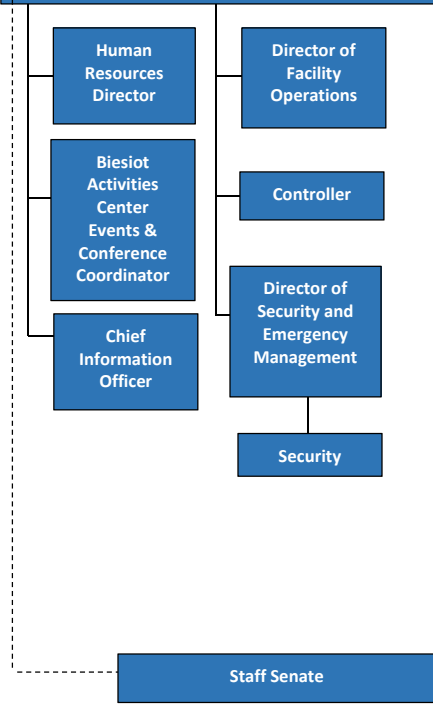 Human
Resources
Director
Director of
Facility
Operations
Biesiot
Activities
Center
Events &
Conference
Coordinator
Controller
Director of
Security and
Emergency
Management
Chief
Information
Officer
Security
Staff Senate